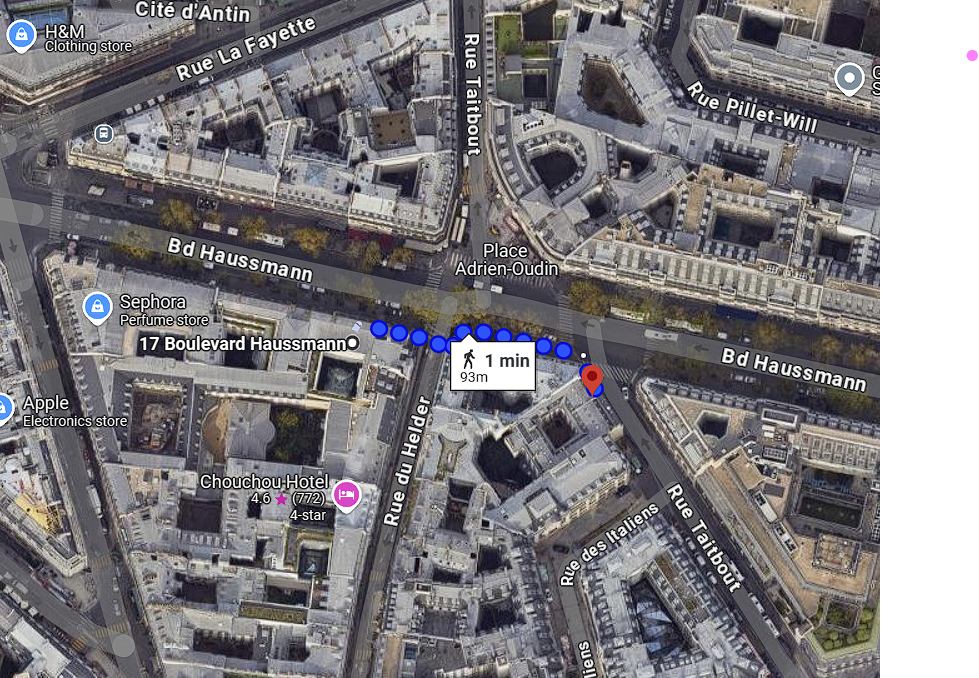 Cité d'Antin
H&M
Clothing store
Rue La Fayette
Rue Taitbout
Rue Pillet-Will
G
S
Bd Haussmann
Place
Adrien-Oudin
Sephora
Perfume store
17 Boulevard Haussmann
1 min
93m
Bd Haussmann
Apple
Electronics store
Rue du Helder
Chouchou Hotel
4.6 ★ (772)
4-star
Rue des Italiens
Rue Taitbout
liens